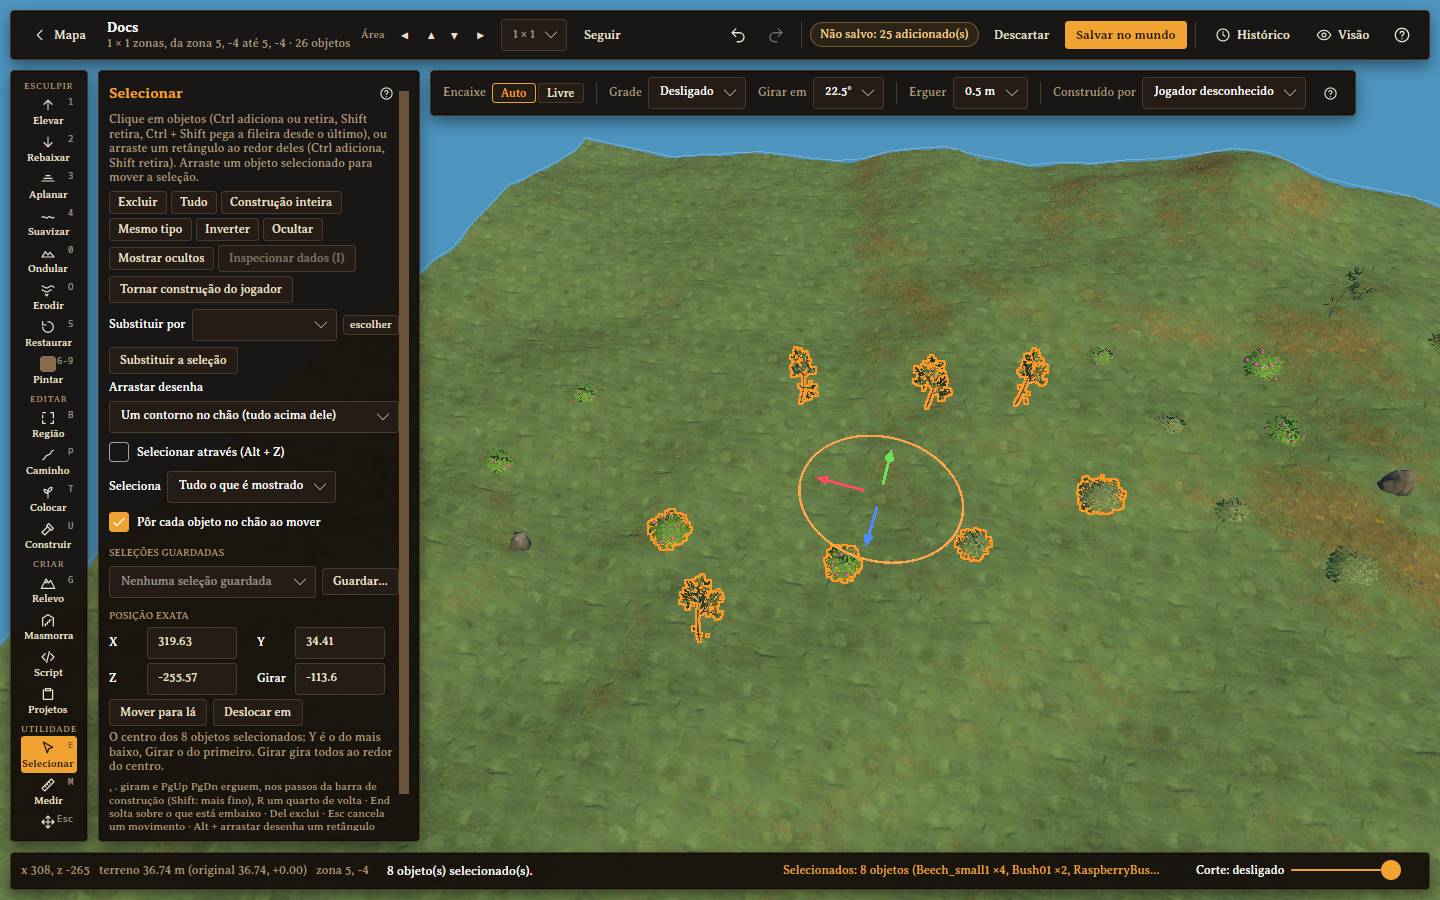 Mapa
Docs
1 × 1 zonas, da zona 5, -4 até 5, -4 · 26 objetos
Área
1 × 1
Seguir
Não salvo: 25 adicionado(s)
Descartar
Salvar no mundo
Histórico
Visão
ESCULPIR
1
Elevar
2
Rebaixar
3
Aplanar
4
Suavizar
0
Ondular
O
Erodir
5
Restaurar
6-9
Pintar
EDITAR
B
Região
P
Caminho
T
Colocar
U
Construir
CRIAR
G
Relevo
Masmorra
Script
Projetos
UTILIDADE
E
Selecionar
M
Medir
Esc
Selecionar
Clique em objetos (Ctrl adiciona ou retira, Shift
retira, Ctrl + Shift pega a fileira desde o último), ou
arraste um retângulo ao redor deles (Ctrl adiciona,
Shift retira). Arraste um objeto selecionado para
mover a seleção.
Excluir
Tudo
Construção inteira
Mesmo tipo
Inverter
Ocultar
Mostrar ocultos
Inspecionar dados (I)
Tornar construção do jogador
Substituir por
escolher
Substituir a seleção
Arrastar desenha
Um contorno no chão (tudo acima dele)
Selecionar através (Alt + Z)
Seleciona
Tudo o que é mostrado
Pôr cada objeto no chão ao mover
SELEÇÕES GUARDADAS
Nenhuma seleção guardada
Guardar...
POSIÇÃO EXATA
X
319.63
Y
34.41
Z
-255.57
Girar
-113.6
Mover para lá
Deslocar em
O centro dos 8 objetos selecionados; Y é o do mais
baixo, Girar o do primeiro. Girar gira todos ao redor
do centro.
, . giram e PgUp PgDn erguem, nos passos da barra de
construção (Shift: mais fino), R um quarto de volta · End
solta sobre o que está embaixo · Del exclui · Esc cancela
um movimento · Alt + arrastar desenha um retângulo
Encaixe
Auto
Livre
Grade
Desligado
Girar em
22.5°
Erguer
0.5 m
Construído por
Jogador desconhecido
x 308, z -265
terreno 36.74 m (original 36.74, +0.00)
zona 5, -4
8 objeto(s) selecionado(s).
Selecionados: 8 objetos (Beech_small1 ×4, Bush01 ×2, RaspberryBus...
Corte: desligado